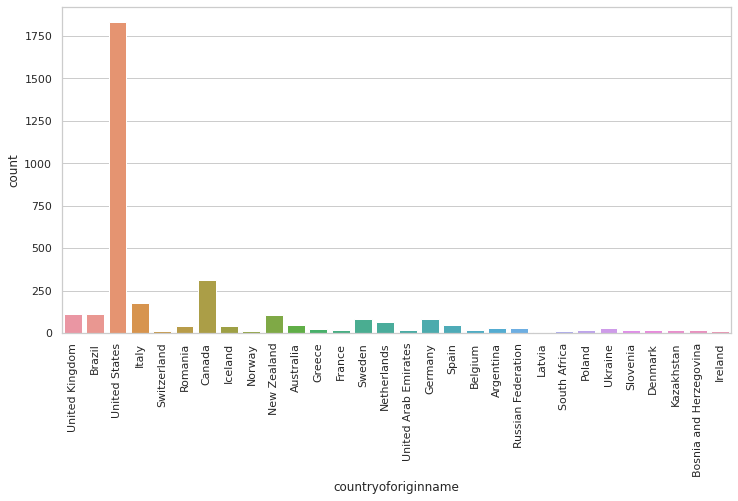 1750
1500
1250
1000
750
500
250
0
count
United Kingdom
Brazil
United States
Italy
Switzerland
Romania
Canada
Iceland
Norway
New Zealand
Australia
Greece
France
Sweden
Netherlands
United Arab Emirates
Germany
Spain
Belgium
Argentina
Russian Federation
Latvia
South Africa
Poland
Ukraine
Slovenia
Denmark
Kazakhstan
Bosnia and Herzegovina
Ireland
countryoforiginname